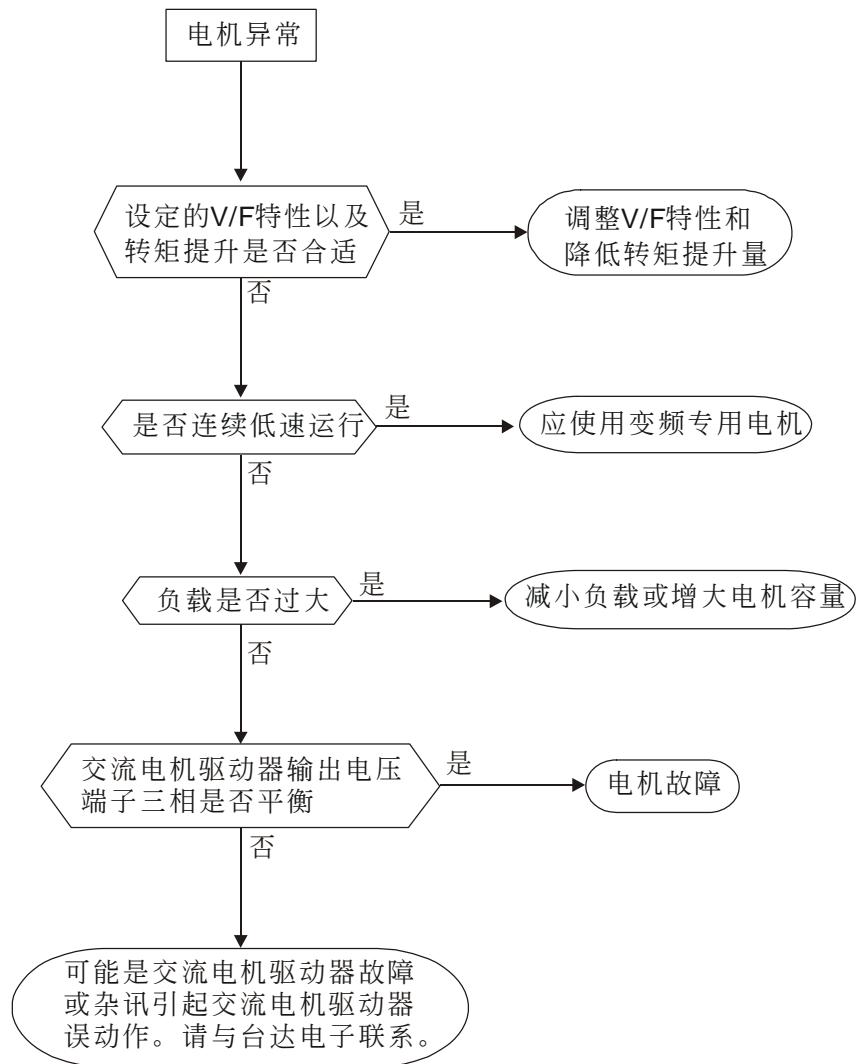 电机异常
设定的V/F特性以及
转矩提升是否合适
是
调整V/F特性和
降低转矩提升量
否
是否连续低速运行
是
应使用变频专用电机
否
负载是否过大
是
减小负载或增大电机容量
否
交流电机驱动器输出电压
端子三相是否平衡
是
电机故障
否
可能是交流电机驱动器故障
或杂讯引起交流电机驱动器
误动作。请与台达电子联系。